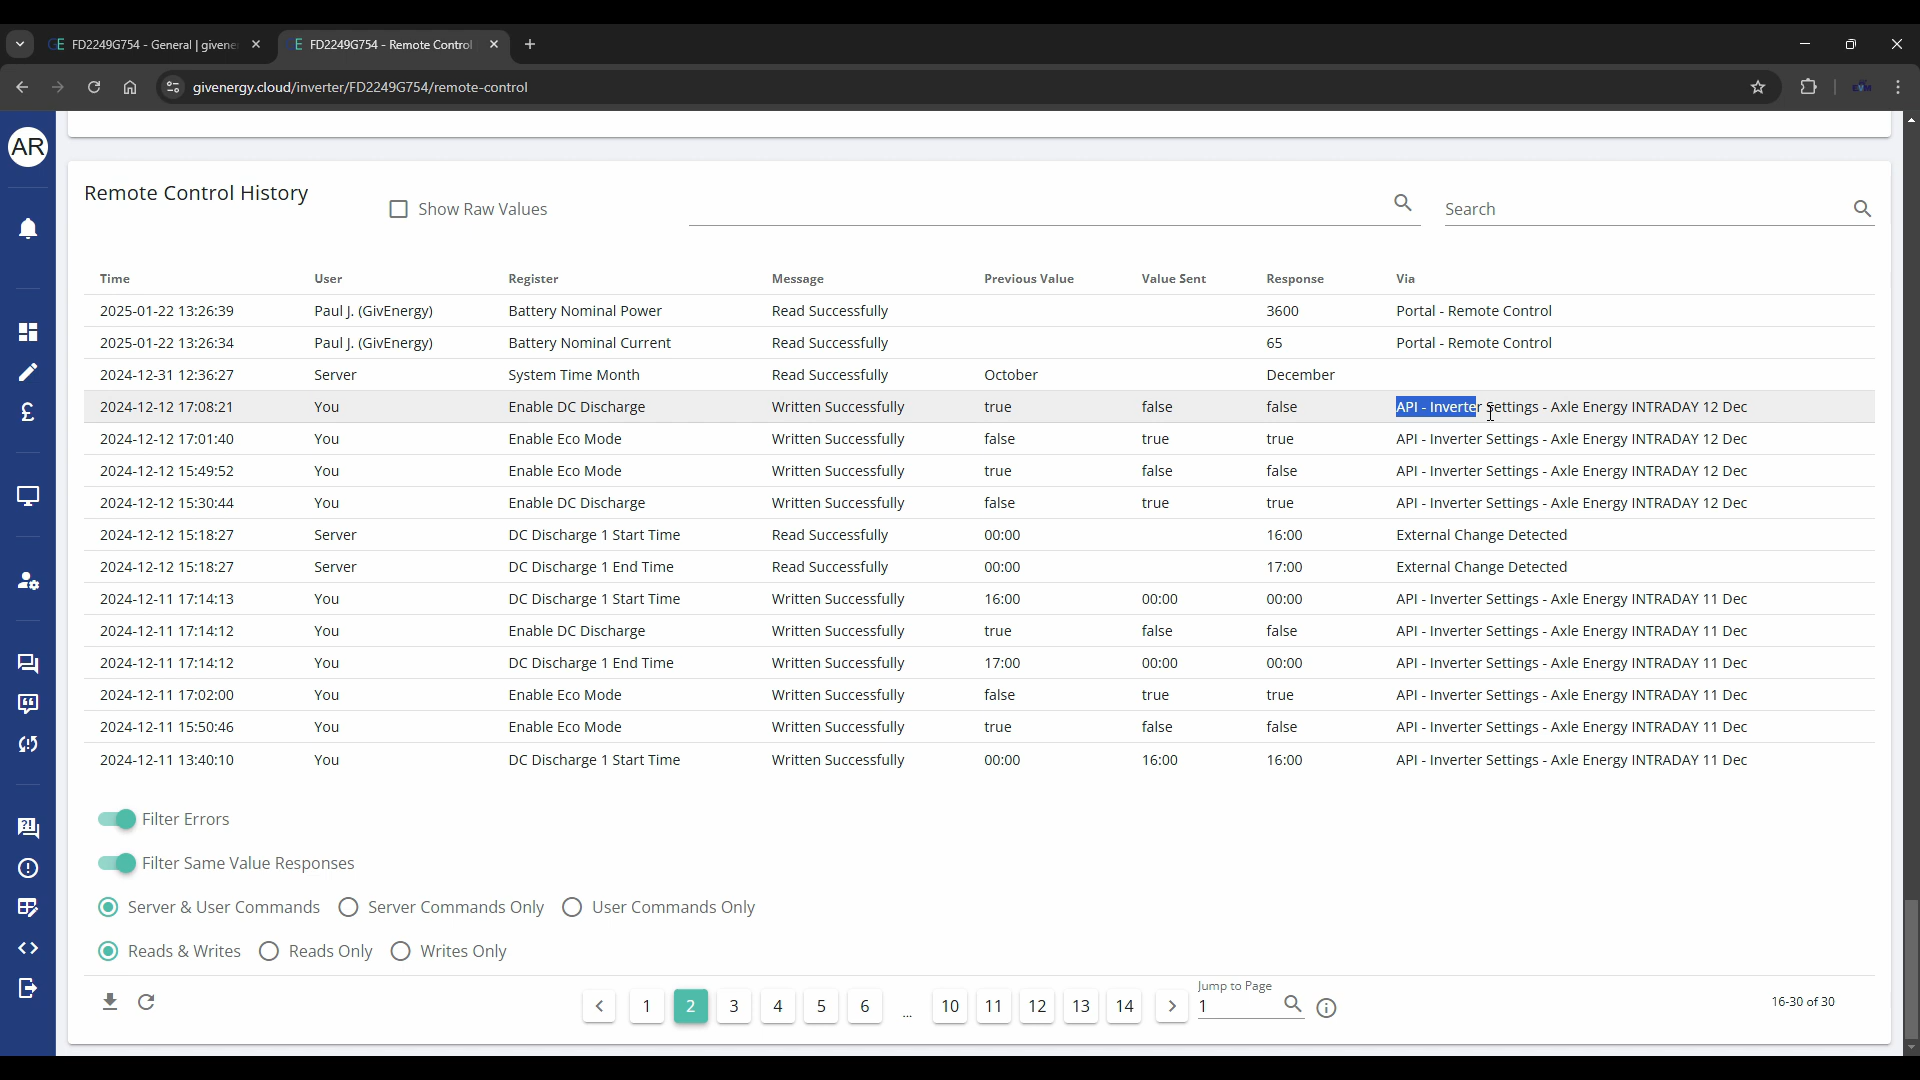 FD2249G754 - General | givene
FD2249G754 - Remote Control
givenergy.cloud/inverter/FD2249G754/remote-control
AR
Remote Control History
Show Raw Values
Search
Time User Register Message Previous Value Value Sent Response Via
2025-01-22 13:26:39 Paul J. (GivEnergy) Battery Nominal Power Read Successfully 3600 Portal - Remote Control
2025-01-22 13:26:34 Paul J. (GivEnergy) Battery Nominal Current Read Successfully 65 Portal - Remote Control
2024-12-31 12:36:27 Server System Time Month Read Successfully October December
2024-12-12 17:08:21 You Enable DC Discharge Written Successfully true false false API - Inverter Settings - Axle Energy INTRADAY 12 Dec
2024-12-12 17:01:40 You Enable Eco Mode Written Successfully false true true API - Inverter Settings - Axle Energy INTRADAY 12 Dec
2024-12-12 15:49:52 You Enable Eco Mode Written Successfully true false false API - Inverter Settings - Axle Energy INTRADAY 12 Dec
2024-12-12 15:30:44 You Enable DC Discharge Written Successfully false true true API - Inverter Settings - Axle Energy INTRADAY 12 Dec
2024-12-12 15:18:27 Server DC Discharge 1 Start Time Read Successfully 00:00 16:00 External Change Detected
2024-12-12 15:18:27 Server DC Discharge 1 End Time Read Successfully 00:00 17:00 External Change Detected
2024-12-11 17:14:13 You DC Discharge 1 Start Time Written Successfully 16:00 00:00 00:00 API - Inverter Settings - Axle Energy INTRADAY 11 Dec
2024-12-11 17:14:12 You Enable DC Discharge Written Successfully true false false API - Inverter Settings - Axle Energy INTRADAY 11 Dec
2024-12-11 17:14:12 You DC Discharge 1 End Time Written Successfully 17:00 00:00 00:00 API - Inverter Settings - Axle Energy INTRADAY 11 Dec
2024-12-11 17:02:00 You Enable Eco Mode Written Successfully false true true API - Inverter Settings - Axle Energy INTRADAY 11 Dec
2024-12-11 15:50:46 You Enable Eco Mode Written Successfully true false false API - Inverter Settings - Axle Energy INTRADAY 11 Dec
2024-12-11 13:40:10 You DC Discharge 1 Start Time Written Successfully 00:00 16:00 16:00 API - Inverter Settings - Axle Energy INTRADAY 11 Dec
Filter Errors
Filter Same Value Responses
Server & User Commands Server Commands Only User Commands Only
Reads & Writes Reads Only Writes Only
Jump to Page
1 2 3 4 5 6 ... 10 11 12 13 14 1 16-30 of 30